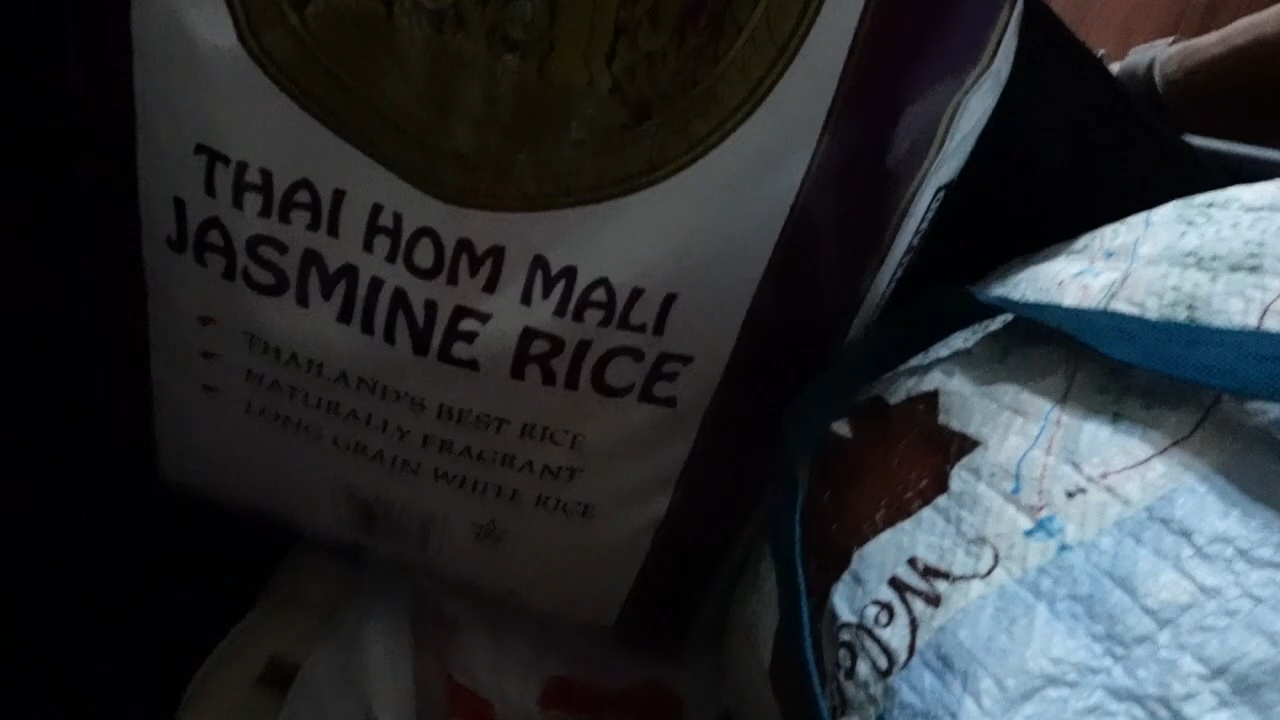 THAI HOM MALI
JASMINE RICE
THAILAND'S BEST RICE
NATURALLY FRAGRANT
LONG GRAIN WHITE RICE